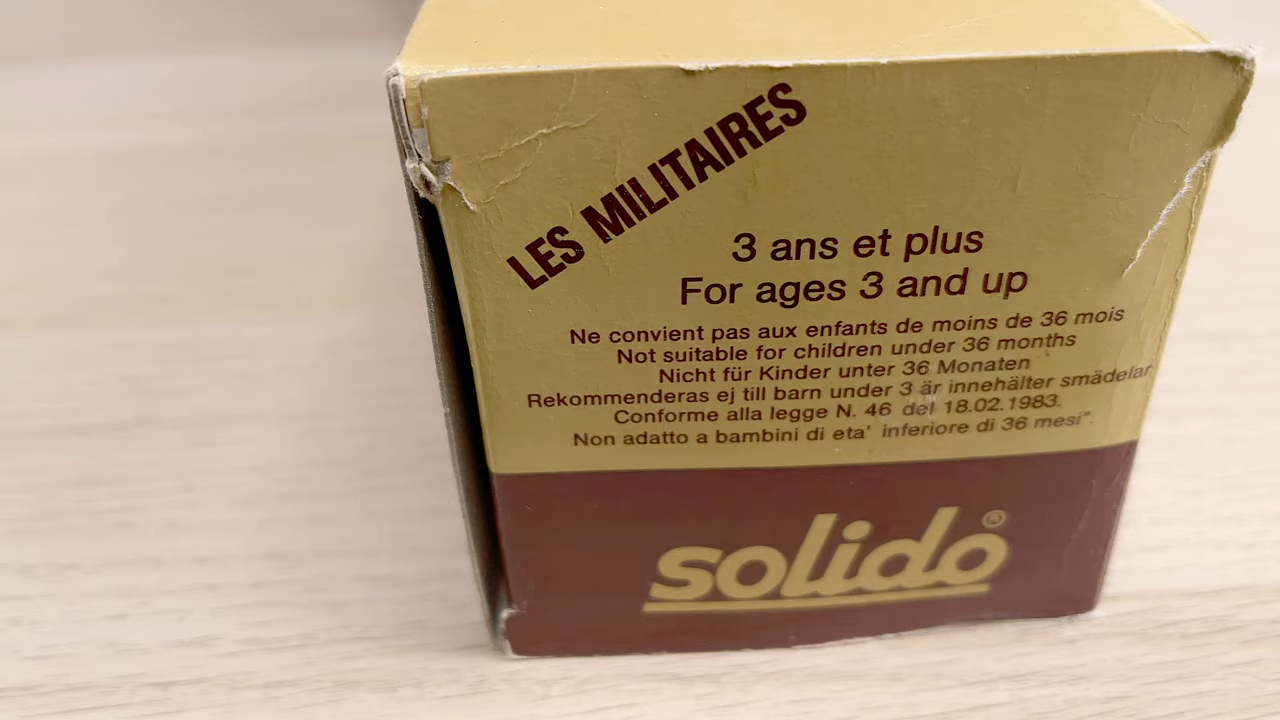 LES MILITAIRES
3 ans et plus
For ages 3 and up
Ne convient pas aux enfants de moins de 36 mois
Not suitable for children under 36 months
Nicht für Kinder unter 36 Monaten
Rekommenderas ej till barn under 3 år innehälter smädelar
Conforme alla legge N. 46 del 18.02.1983.
Non adatto a bambini di eta' inferiore di 36 mesi".
solido®